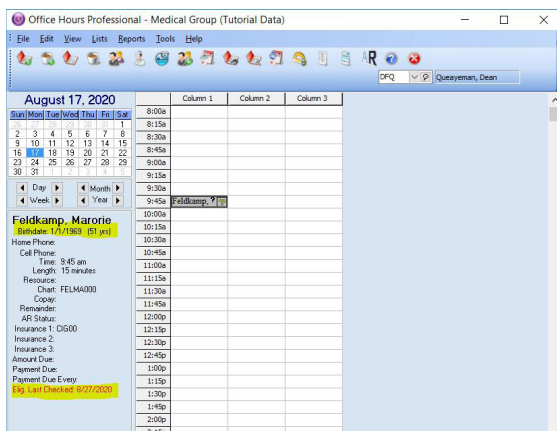 Office Hours Professional - Medical Group (Tutorial Data)
File Edit View Lists Reports Tools Help
AR
DFQ Queayeman, Dean
August 17, 2020
Sun Mon Tue Wed Thu Fri Sat
26 27 28 29 30 31 1
2 3 4 5 6 7 8
9 10 11 12 13 14 15
16 17 18 19 20 21 22
23 24 25 26 27 28 29
30 31 1 2 3 4 5
Day Month
Week Year
Feldkamp, Marorie
Birthdate: 1/1/1969 (51 yrs)
Home Phone:
Cell Phone:
Time: 9:45 am
Length: 15 minutes
Resource:
Chart: FELMA000
Copay:
Remainder:
AR Status:
Insurance 1: CIG00
Insurance 2:
Insurance 3:
Amount Due:
Payment Due:
Payment Due Every:
Elig. Last Checked: 8/27/2020
Column 1 Column 2 Column 3
8:00a
8:15a
8:30a
8:45a
9:00a
9:15a
9:30a
9:45a Feldkamp, ?
10:00a
10:15a
10:30a
10:45a
11:00a
11:15a
11:30a
11:45a
12:00p
12:15p
12:30p
12:45p
1:00p
1:15p
1:30p
1:45p
2:00p